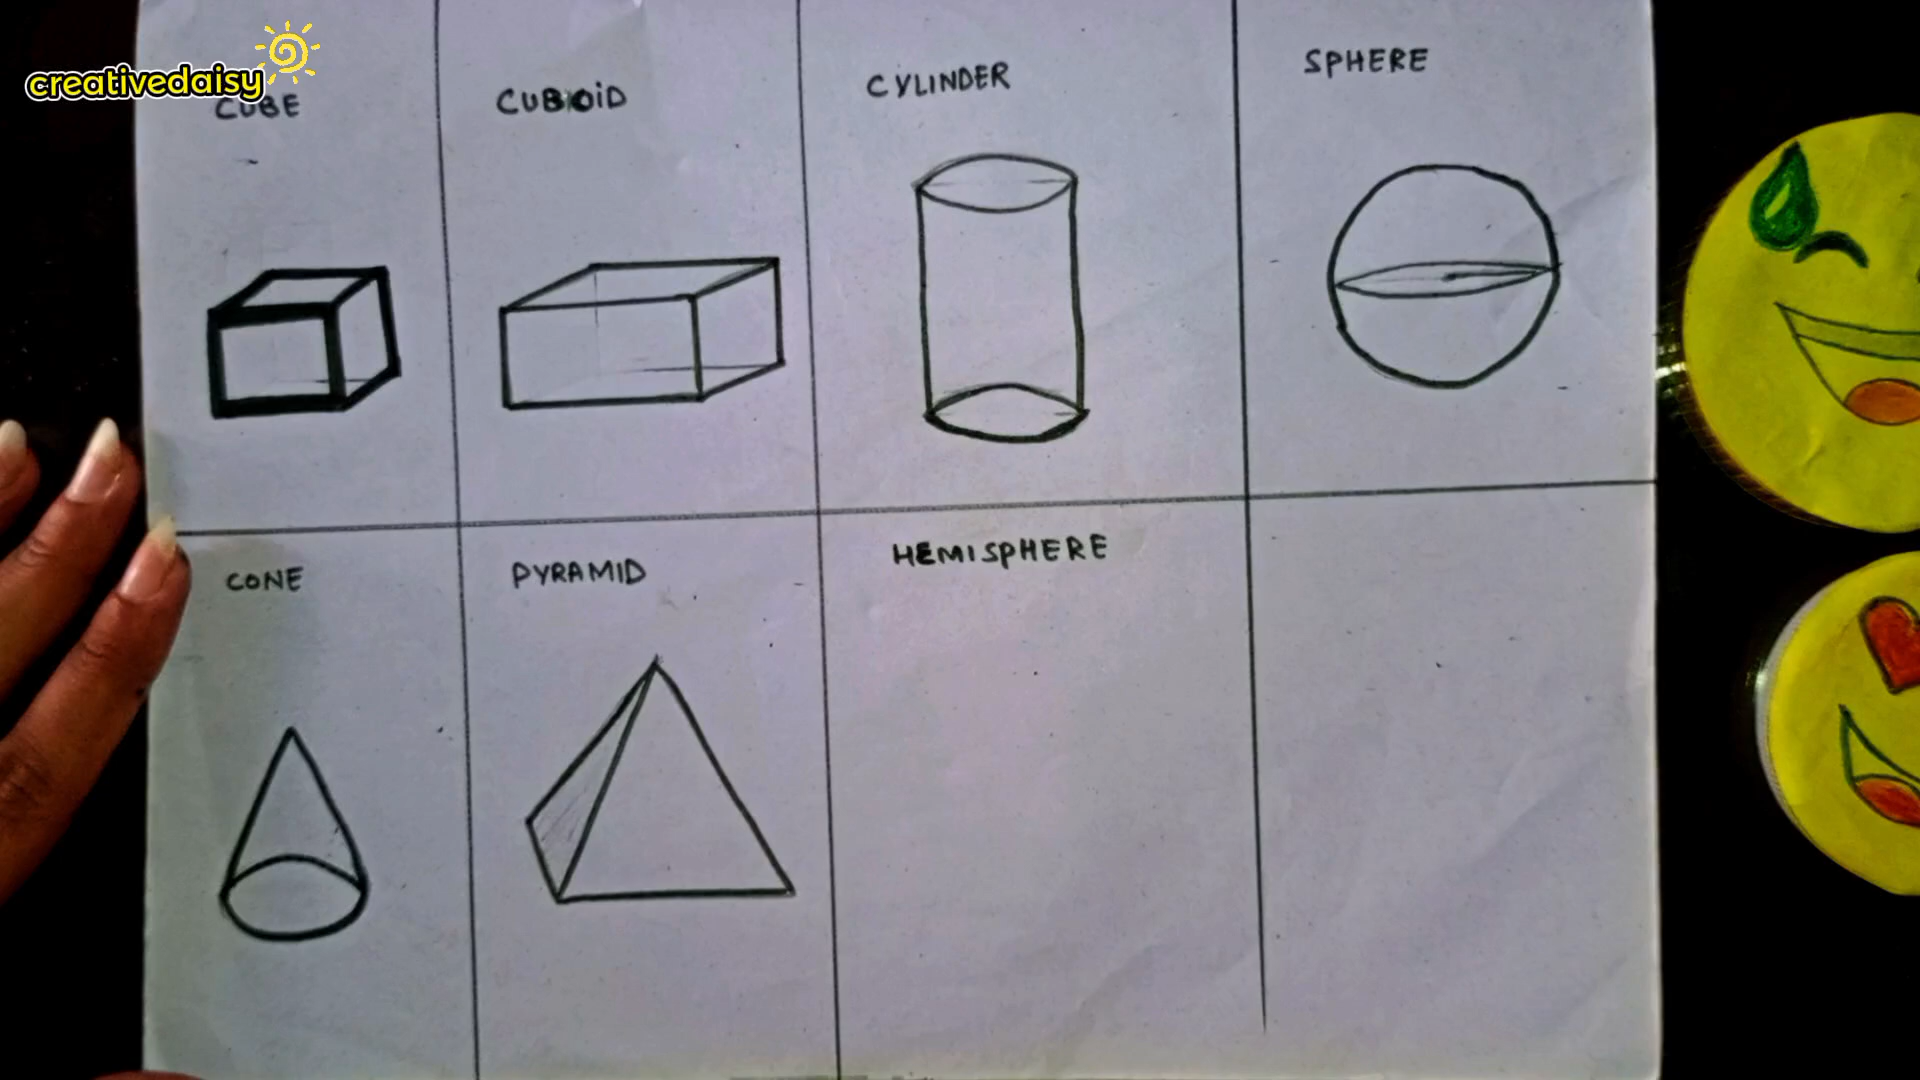 creativedaisy
CUBE
CUBOiD
CYLINDER
SPHERE
CONE
PYRAMID
HEMISPHERE